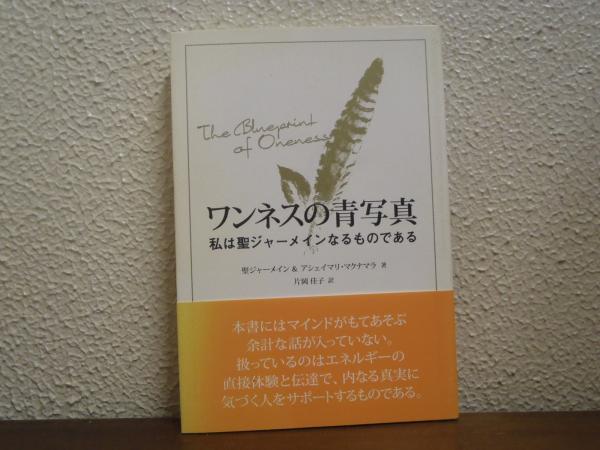 The Blueprint
of Oneness
ワンネスの青写真
私は聖ジャーメインなるものである
聖ジャーメイン & アシェイマリ・マクナマラ 著
片岡 佳子 訳
本書にはマインドがもてあそぶ
余計な話が入っていない。
扱っているのはエネルギーの
直接体験と伝達で、内なる真実に
気づく人をサポートするものである。